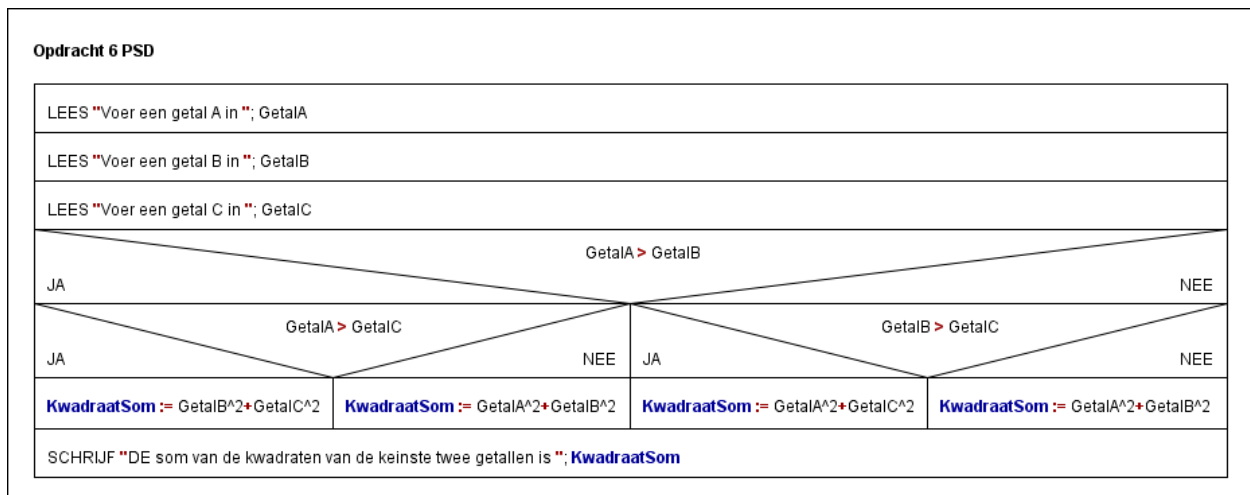 Opdracht 6 PSD
LEES "Voer een getal A in "; GetalA
LEES "Voer een getal B in "; GetalB
LEES "Voer een getal C in "; GetalC
GetalA > GetalB
JA NEE
GetalA > GetalC GetalB > GetalC
JA NEE JA NEE
KwadraatSom := GetalB^2+GetalC^2 KwadraatSom := GetalA^2+GetalB^2 KwadraatSom := GetalA^2+GetalC^2 KwadraatSom := GetalA^2+GetalB^2
SCHRIJF "DE som van de kwadraten van de keinste twee getallen is "; KwadraatSom